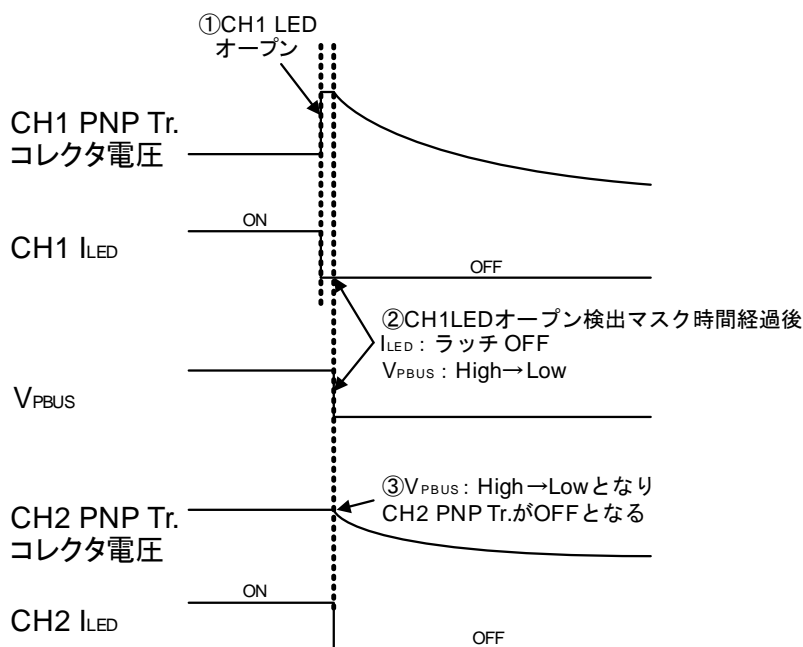 ①CH1 LED
オープン
CH1 PNP Tr.
コレクタ電圧
ON
CH1 ILED
OFF
②CH1LEDオープン検出マスク時間経過後
ILED : ラッチ OFF
VPBUS : High→Low
VPBUS
③VPBUS : High→Lowとなり
CH2 PNP Tr.がOFFとなる
CH2 PNP Tr.
コレクタ電圧
ON
CH2 ILED
OFF